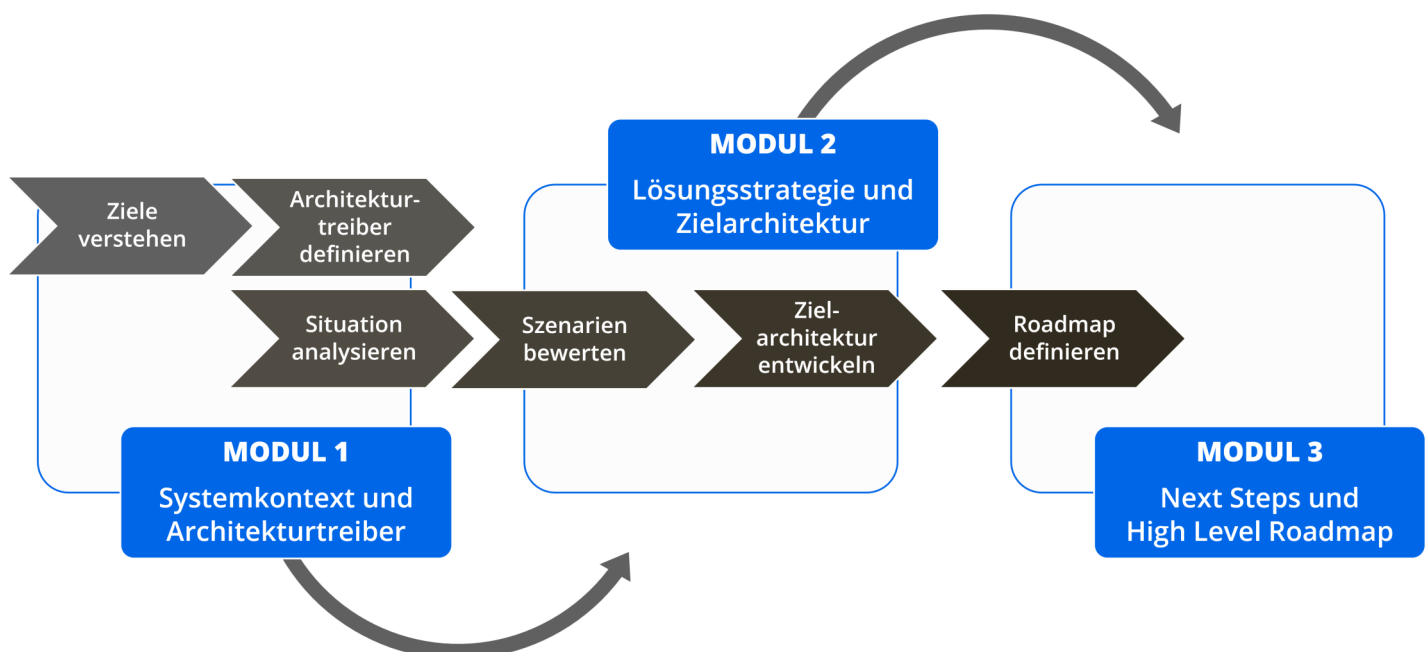 MODUL 2
Lösungsstrategie und
Zielarchitektur
Ziele
verstehen
Architektur-
treiber
definieren
Situation
analysieren
Szenarien
bewerten
Ziel-
architektur
entwickeln
Roadmap
definieren
MODUL 1
Systemkontext und
Architekturtreiber
MODUL 3
Next Steps und
High Level Roadmap